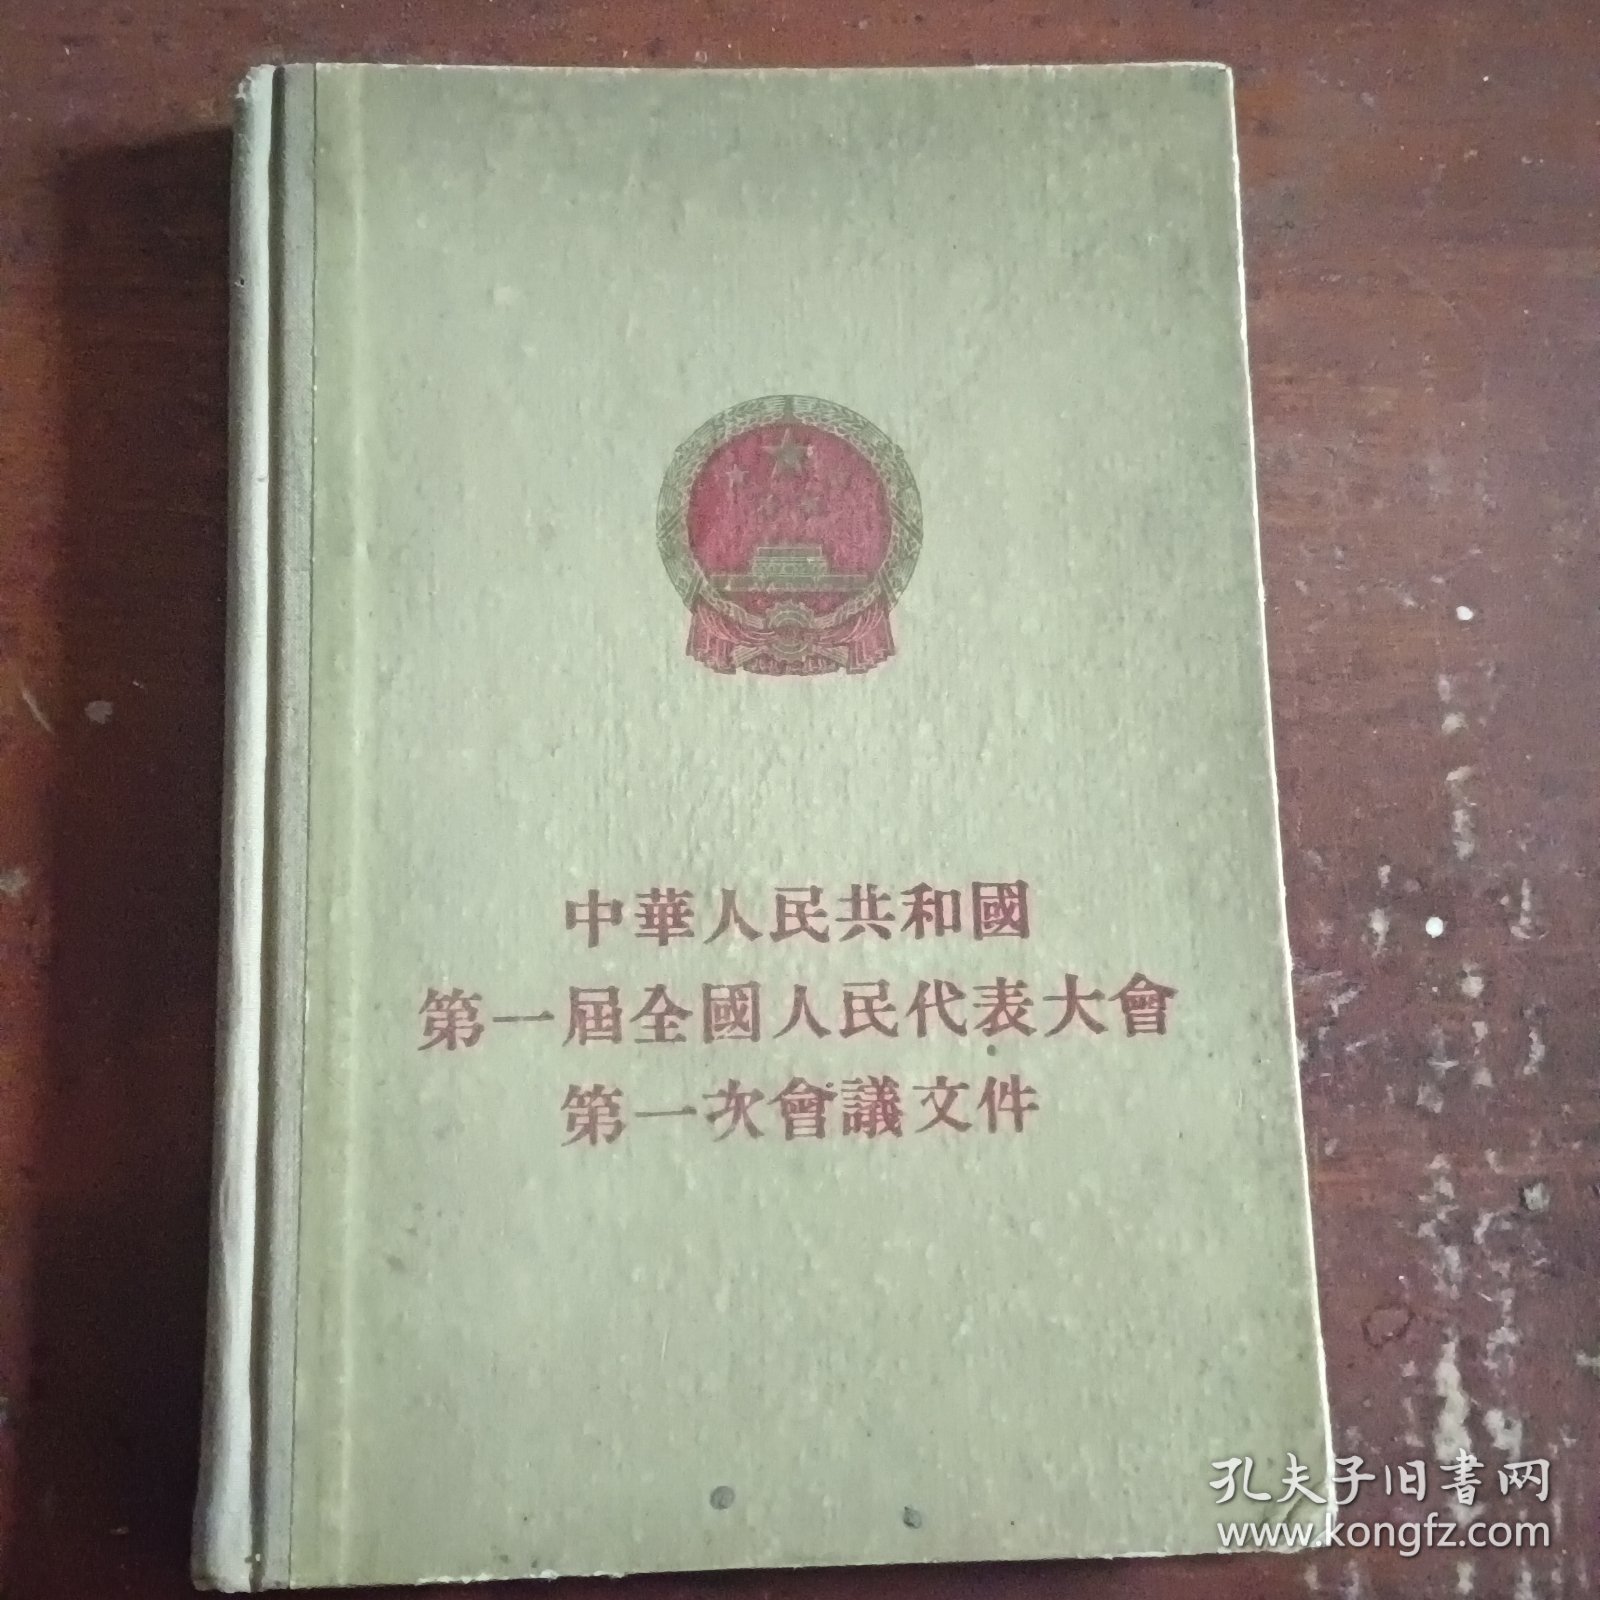 中華人民共和國
第一屆全國人民代表大會
第一次會議文件
孔夫子旧書网
www.kongfz.com